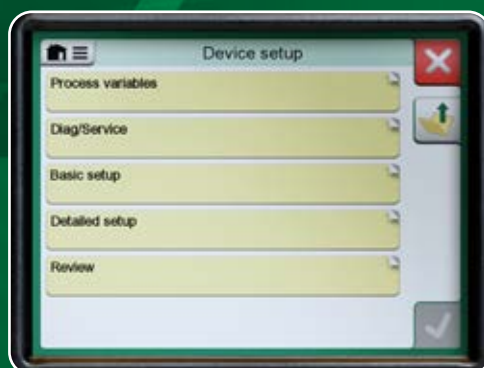 Device setup
Process variables
Diag/Service
Basic setup
Detailed setup
Review